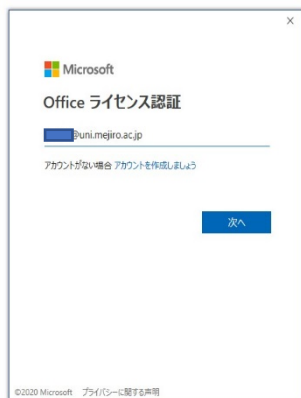 Microsoft
Office ライセンス認証
@uni.mejiro.ac.jp
アカウントがない場合 アカウントを作成しましょう
次へ
©2020 Microsoft プライバシーに関する声明